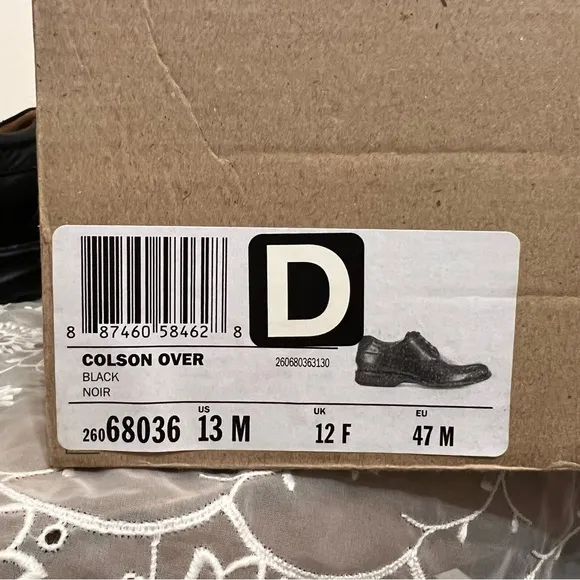 D
8 87460 58462 8
COLSON OVER
260680363130
BLACK
NOIR
26068036
US 13 M
UK 12 F
EU 47 M